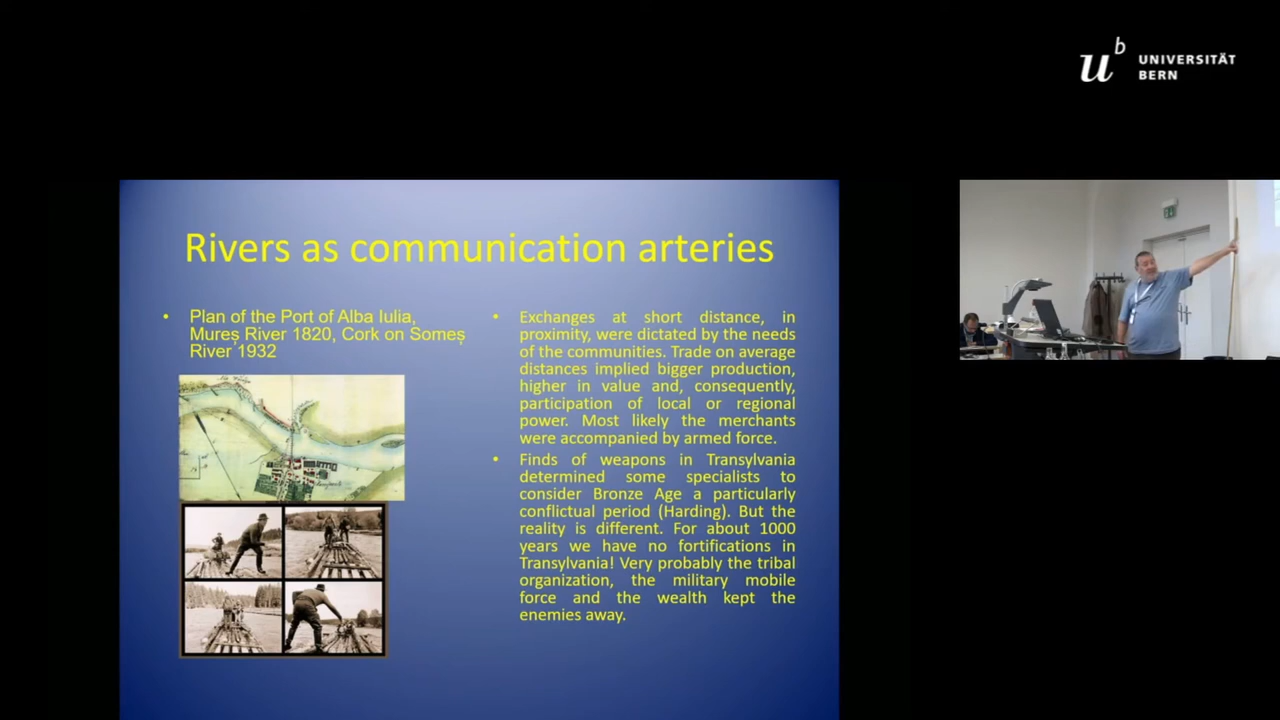 u
b
UNIVERSITÄT
BERN
Rivers as communication arteries
• Plan of the Port of Alba Iulia,
Mureș River 1820, Cork on Someș
River 1932
• Exchanges at short distance, in
proximity, were dictated by the needs
of the communities. Trade on average
distances implied bigger production,
higher in value and, consequently,
participation of local or regional
power. Most likely the merchants
were accompanied by armed force.
• Finds of weapons in Transylvania
determined some specialists to
consider Bronze Age a particularly
conflictual period (Harding). But the
reality is different. For about 1000
years we have no fortifications in
Transylvania! Very probably the tribal
organization, the military mobile
force and the wealth kept the
enemies away.